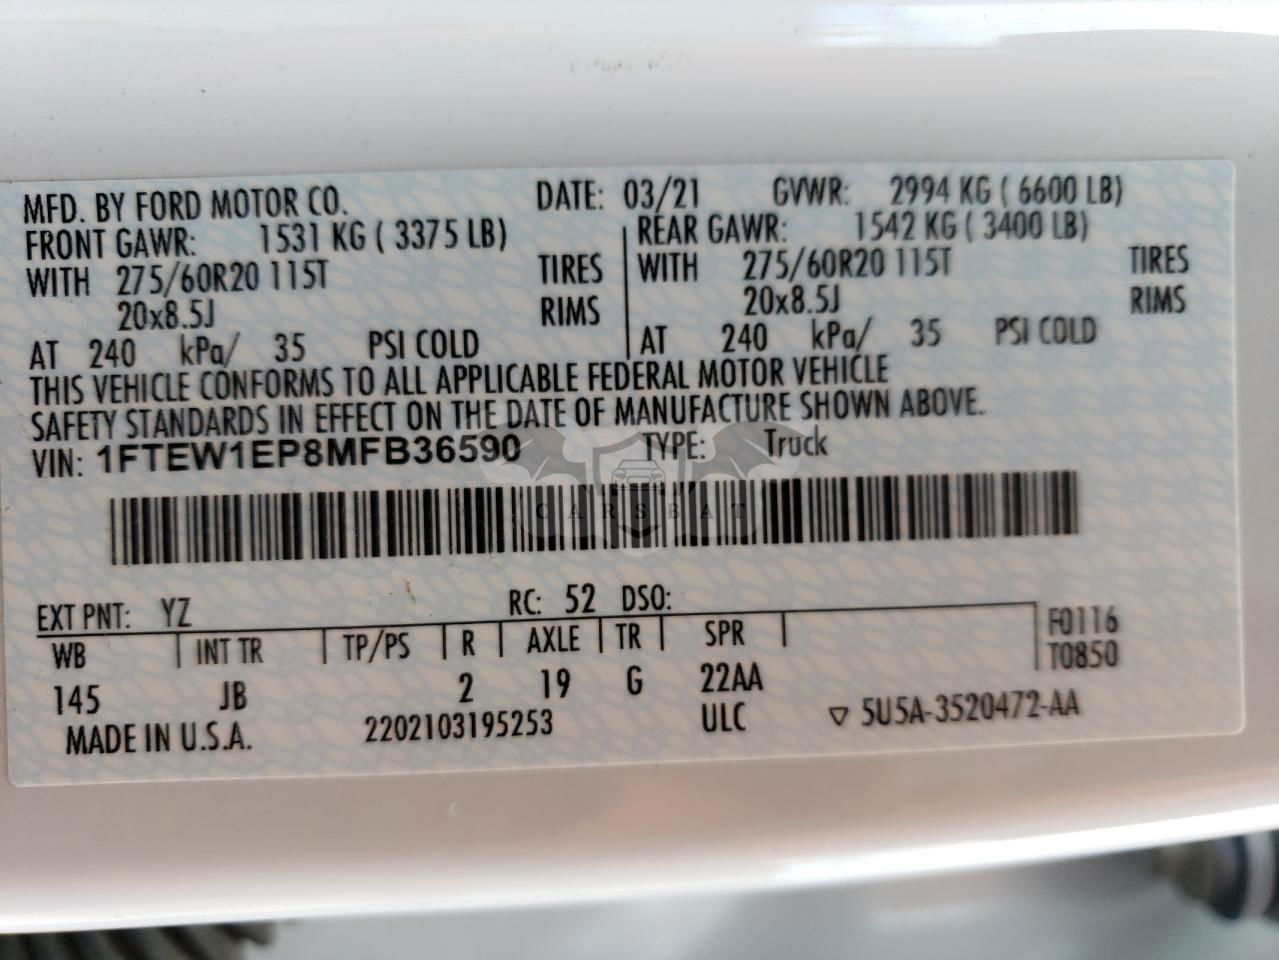 MFD. BY FORD MOTOR CO. DATE: 03/21 GVWR: 2994 KG ( 6600 LB)
FRONT GAWR: 1531 KG ( 3375 LB) REAR GAWR: 1542 KG ( 3400 LB)
WITH 275/60R20 115T TIRES WITH 275/60R20 115T TIRES
20x8.5J RIMS 20x8.5J RIMS
AT 240 kPa/ 35 PSI COLD AT 240 kPa/ 35 PSI COLD
THIS VEHICLE CONFORMS TO ALL APPLICABLE FEDERAL MOTOR VEHICLE
SAFETY STANDARDS IN EFFECT ON THE DATE OF MANUFACTURE SHOWN ABOVE.
VIN: 1FTEW1EP8MFB36590 TYPE: Truck
CARSBAT
EXT PNT: YZ RC: 52 DSO:
WB INT TR TP/PS R AXLE TR SPR F0116
T0850
145 JB 2 19 G 22AA
MADE IN U.S.A. 2202103195253 ULC ▽ 5U5A-3520472-AA